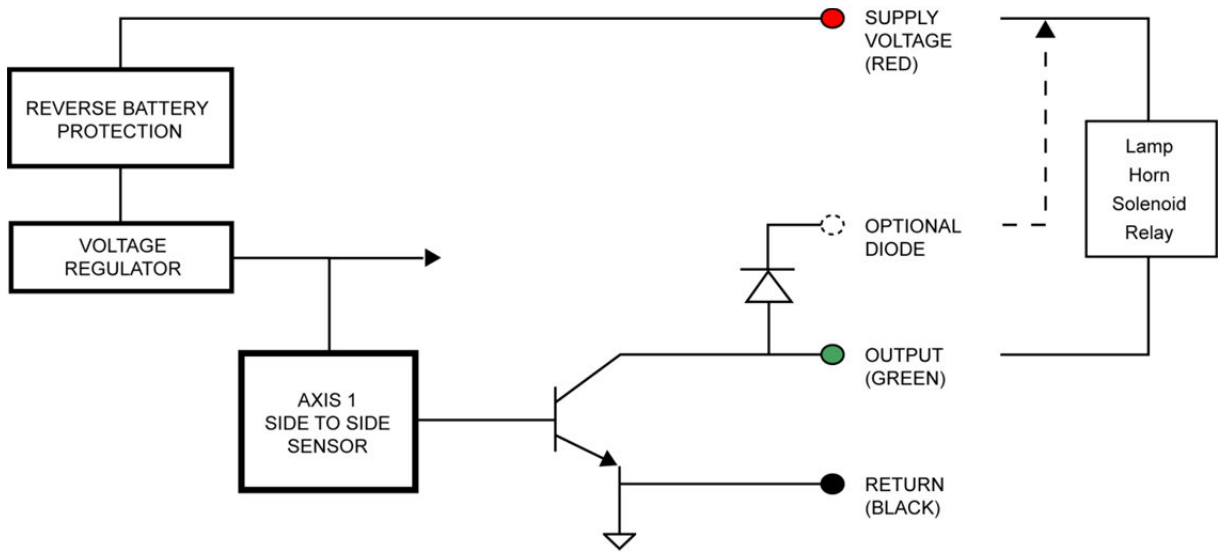 SUPPLY
VOLTAGE
(RED)
REVERSE BATTERY
PROTECTION
Lamp
Horn
Solenoid
Relay
OPTIONAL
DIODE
VOLTAGE
REGULATOR
OUTPUT
(GREEN)
AXIS 1
SIDE TO SIDE
SENSOR
RETURN
(BLACK)